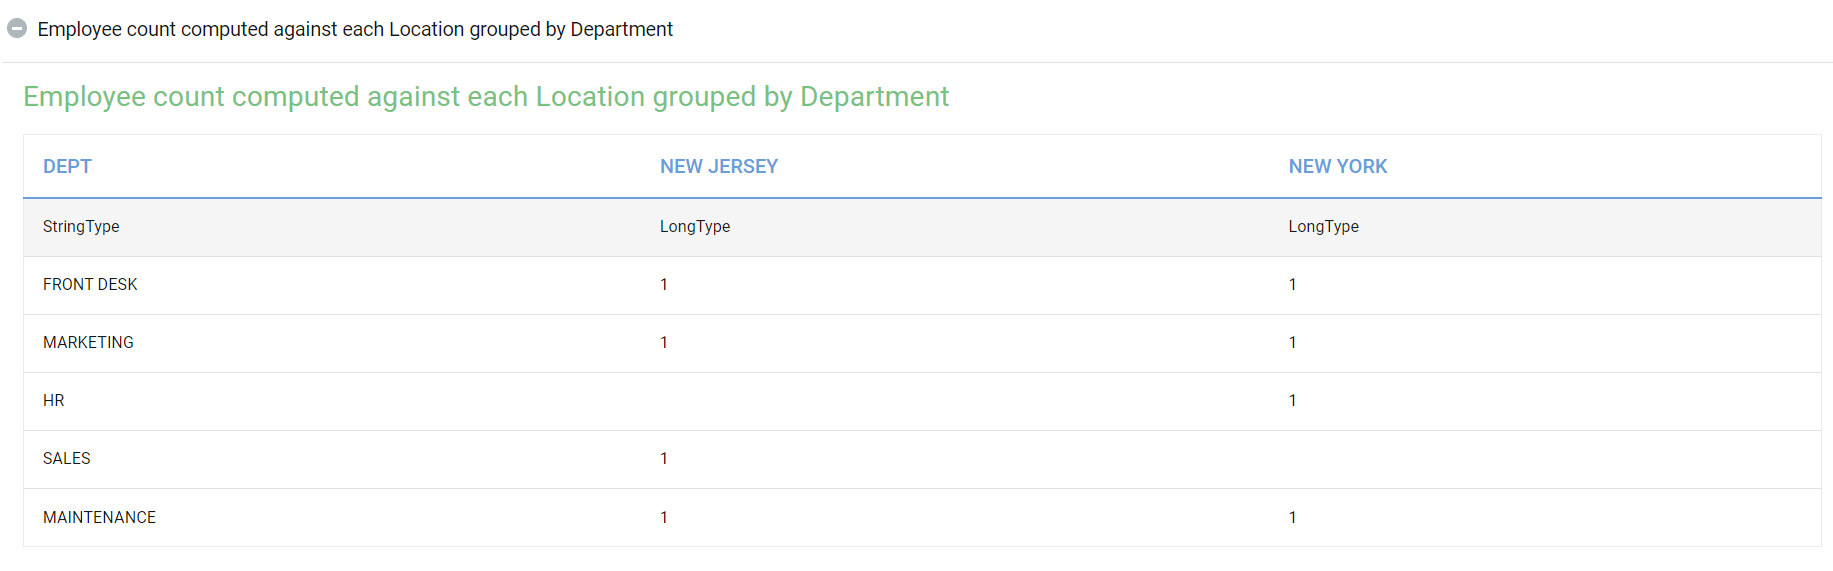 Employee count computed against each Location grouped by Department
Employee count computed against each Location grouped by Department
DEPT NEW JERSEY NEW YORK
StringType LongType LongType
FRONT DESK 1 1
MARKETING 1 1
HR 1
SALES 1
MAINTENANCE 1 1